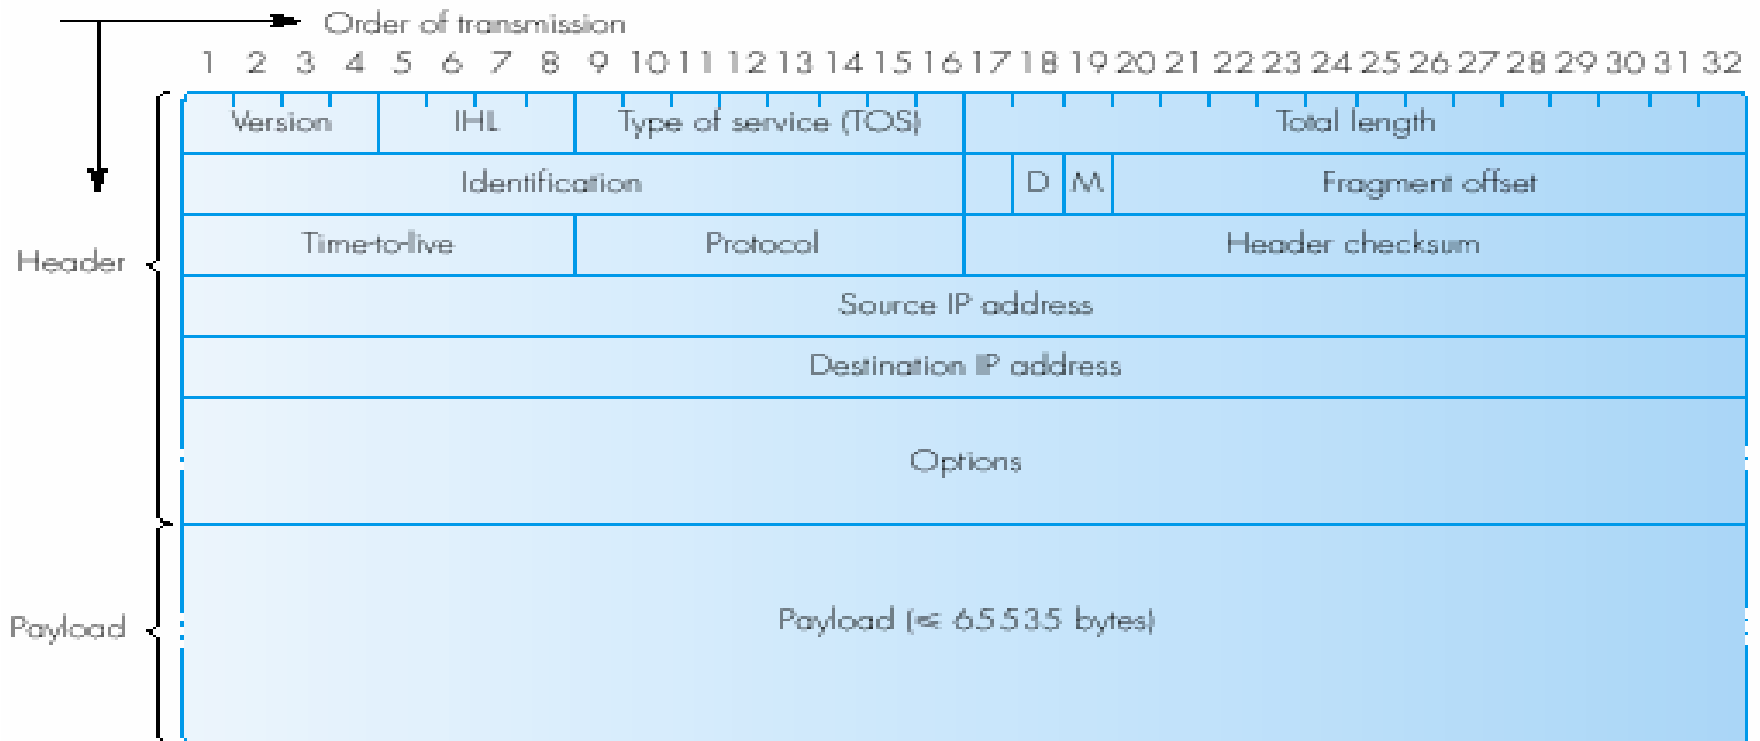 Order of transmission
1 2 3 4 5 6 7 8 9 10 11 12 13 14 15 16 17 18 19 20 21 22 23 24 25 26 27 28 29 30 31 32
Version IHL Type of service (TOS) Total length
Identification D M Fragment offset
Time-to-live Protocol Header checksum
Header
Source IP address
Destination IP address
Options
Payload (⩽ 65535 bytes)
Payload